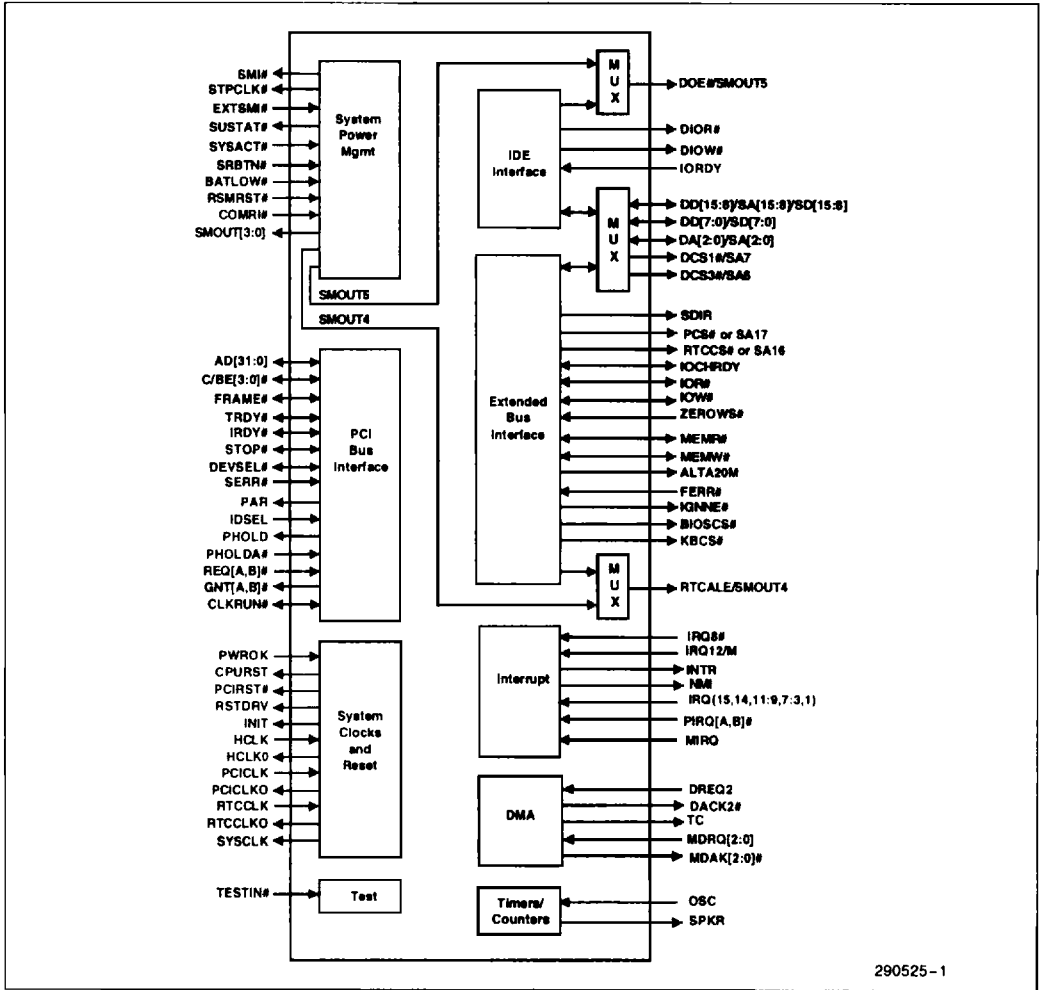 SMI#
STPCLK#
EXTSMI#
SUSTAT#
SYSACT#
SRBTN#
BATLOW#
RSMRST#
COMRI#
SMOUT[3:0]
System
Power
Mgmt
SMOUT5
SMOUT4
AD[31:0]
C/BE[3:0]#
FRAME#
TRDY#
IRDY#
STOP#
DEVSEL#
SERR#
PAR
IDSEL
PHOLD
PHOLDA#
REQ[A,B]#
GNT[A,B]#
CLKRUN#
PCI
Bus
Interface
PWROK
CPURST
PCIRST#
RSTDRV
INIT
HCLK
HCLKO
PCICLK
PCICLKO
RTCCLK
RTCCLKO
SYSCLK
System
Clocks
and
Reset
TESTIN#
Test
MUX
DOE#/SMOUT5
IDE
Interface
DIOR#
DIOW#
IORDY
MUX
DD[15:8]/SA[15:8]/SD[15:8]
DD[7:0]/SD[7:0]
DA[2:0]/SA[2:0]
DCS1#/SA7
DCS3#/SA6
Extended
Bus
Interface
SDIR
PCS# or SA17
RTCCS# or SA16
IOCHRDY
IOR#
IOW#
ZEROWS#
MEMR#
MEMW#
ALTA20M
FERR#
IGNNE#
BIOSCS#
KBCS#
MUX
RTCALE/SMOUT4
Interrupt
IRQ8#
IRQ12/M
INTR
NMI
IRQ(15,14,11:9,7:3,1)
PIRQ[A,B]#
MIRQ
DMA
DREQ2
DACK2#
TC
MDRQ[2:0]
MDAK[2:0]#
Timers/
Counters
OSC
SPKR
290525-1